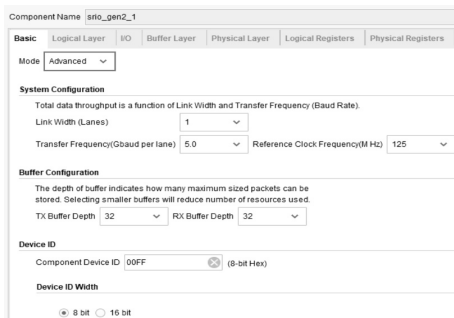 Component Name srio_gen2_1
Basic Logical Layer I/O Buffer Layer Physical Layer Logical Registers Physical Registers
Mode Advanced
System Configuration
Total data throughput is a function of Link Width and Transfer Frequency (Baud Rate).
Link Width (Lanes) 1
Transfer Frequency(Gbaud per lane) 5.0 Reference Clock Frequency(M Hz) 125
Buffer Configuration
The depth of buffer indicates how many maximum sized packets can be
stored. Selecting smaller buffers will reduce number of resources used.
TX Buffer Depth 32 RX Buffer Depth 32
Device ID
Component Device ID 00FF (8-bit Hex)
Device ID Width
8 bit 16 bit